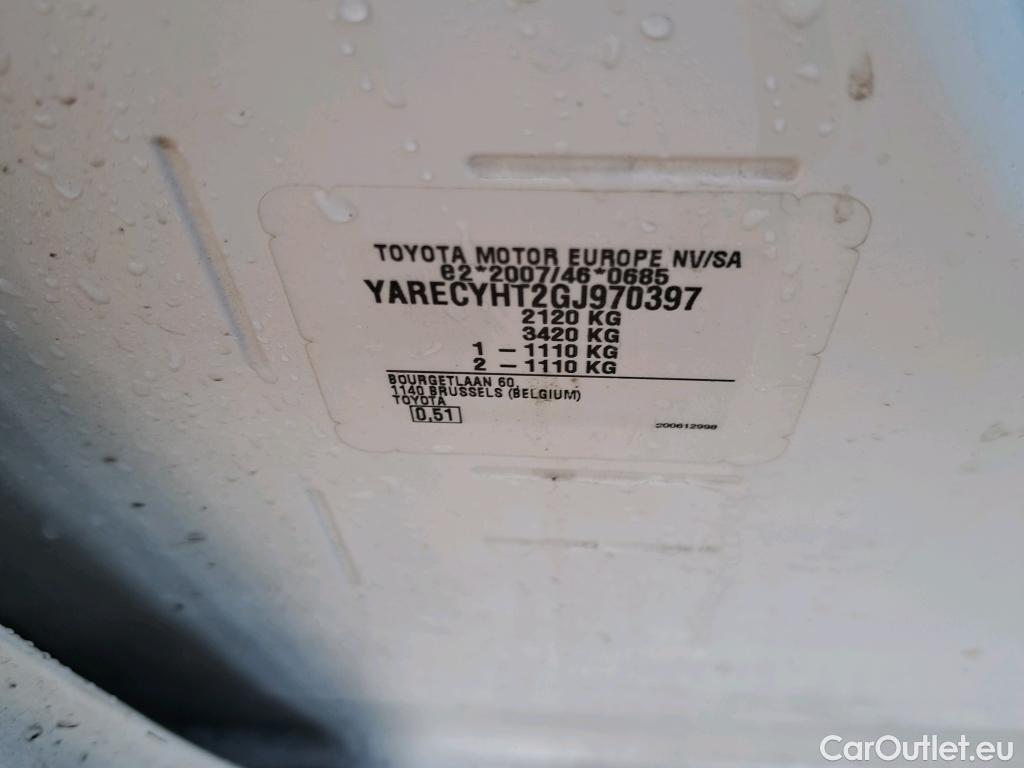 TOYOTA MOTOR EUROPE NV/SA
e2*2007/46*0685
YARECYHT2GJ970397
2120 KG
3420 KG
1 – 1110 KG
2 – 1110 KG
BOURGETLAAN 60,
1140 BRUSSELS (BELGIUM)
TOYOTA
0,51
200612998
CarOutlet.eu